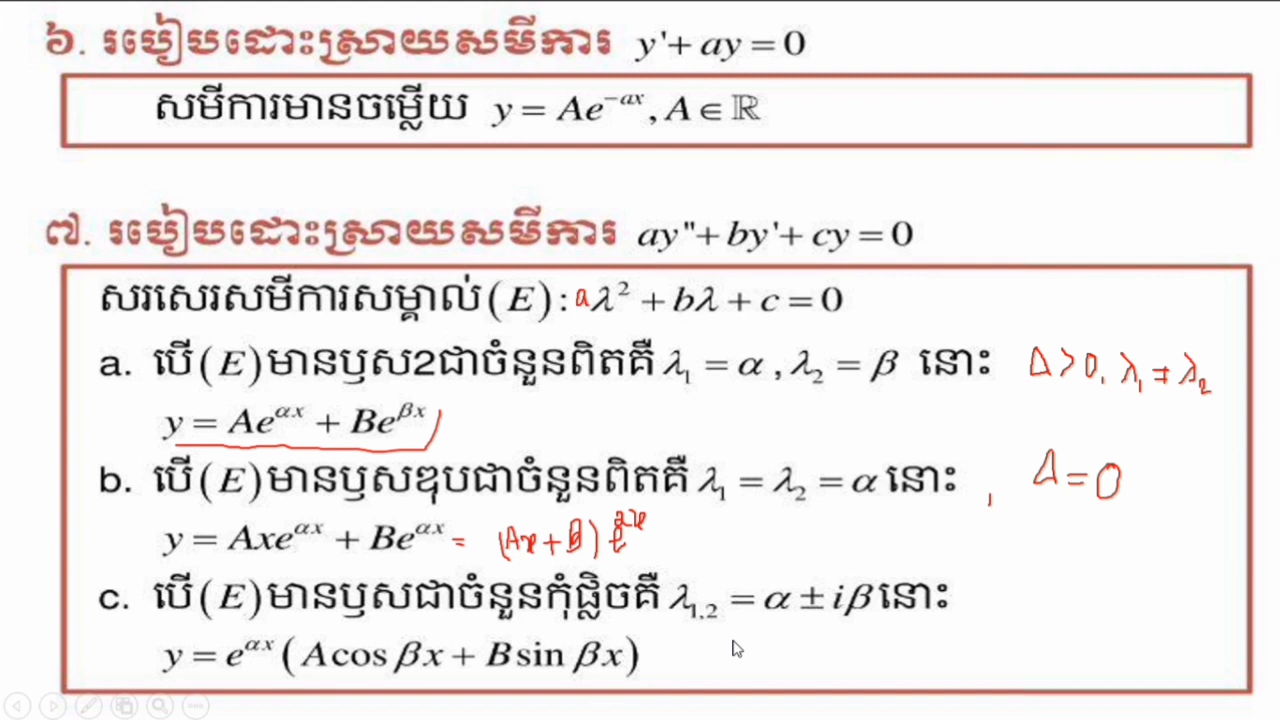 ៦. របៀបដោះស្រាយសមីការ y'+ ay = 0
សមីការមានចម្លើយ y = Ae^{-ax}, A ∈ ℝ
៧. របៀបដោះស្រាយសមីការ ay''+ by'+ cy = 0
សរសេរសមីការសម្គាល់(E): aλ² + bλ + c = 0
a. បើ(E)មានឫស2ជាចំនួនពិតគឺ λ₁ = α , λ₂ = β នោះ Δ > 0, λ₁ ≠ λ₂
y = Ae^{αx} + Be^{βx}
b. បើ(E)មានឫសឌុបជាចំនួនពិតគឺ λ₁ = λ₂ = α នោះ , Δ = 0
y = Axe^{αx} + Be^{αx} = (Ax + B) e^{αx}
c. បើ(E)មានឫសជាចំនួនកុំផ្លិចគឺ λ₁,₂ = α ± iβ នោះ
y = e^{αx} (A cos βx + B sin βx)